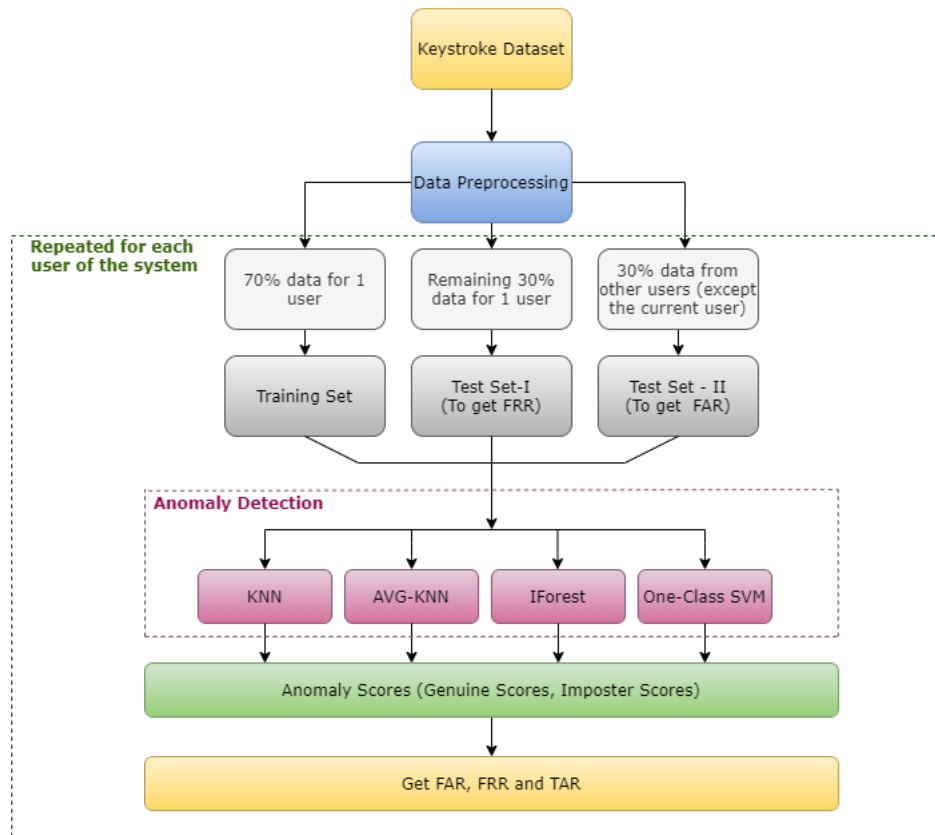 Keystroke Dataset
Data Preprocessing
Repeated for each
user of the system
70% data for 1
user
Remaining 30%
data for 1 user
30% data from
other users (except
the current user)
Training Set
Test Set-I
(To get FRR)
Test Set - II
(To get FAR)
Anomaly Detection
KNN
AVG-KNN
IForest
One-Class SVM
Anomaly Scores (Genuine Scores, Imposter Scores)
Get FAR, FRR and TAR